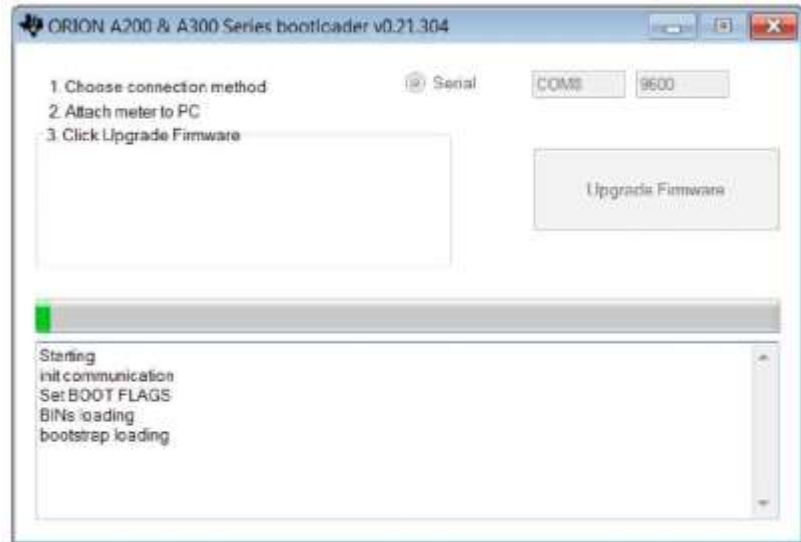 ORION A200 & A300 Series bootloader v0.21.304
1. Choose connection method
Serial
COM8
9600
2. Attach meter to PC
3. Click Upgrade Firmware
Upgrade Firmware
Starting
init communication
Set BOOT FLAGS
BINs loading
bootstrap loading